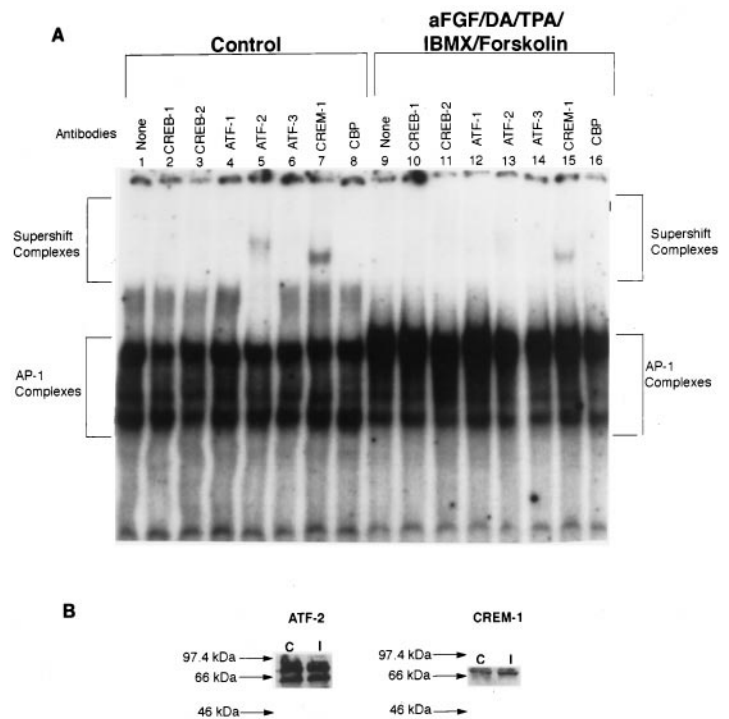 A
Control
aFGF/DA/TPA/
IBMX/Forskolin
Antibodies
None CREB-1 CREB-2 ATF-1 ATF-2 ATF-3 CREM-1 CBP None CREB-1 CREB-2 ATF-1 ATF-2 ATF-3 CREM-1 CBP
1 2 3 4 5 6 7 8 9 10 11 12 13 14 15 16
Supershift
Complexes
Supershift
Complexes
AP-1
Complexes
AP-1
Complexes
B
ATF-2
C I
97.4 kDa
66 kDa
46 kDa
CREM-1
C I
97.4 kDa
66 kDa
46 kDa